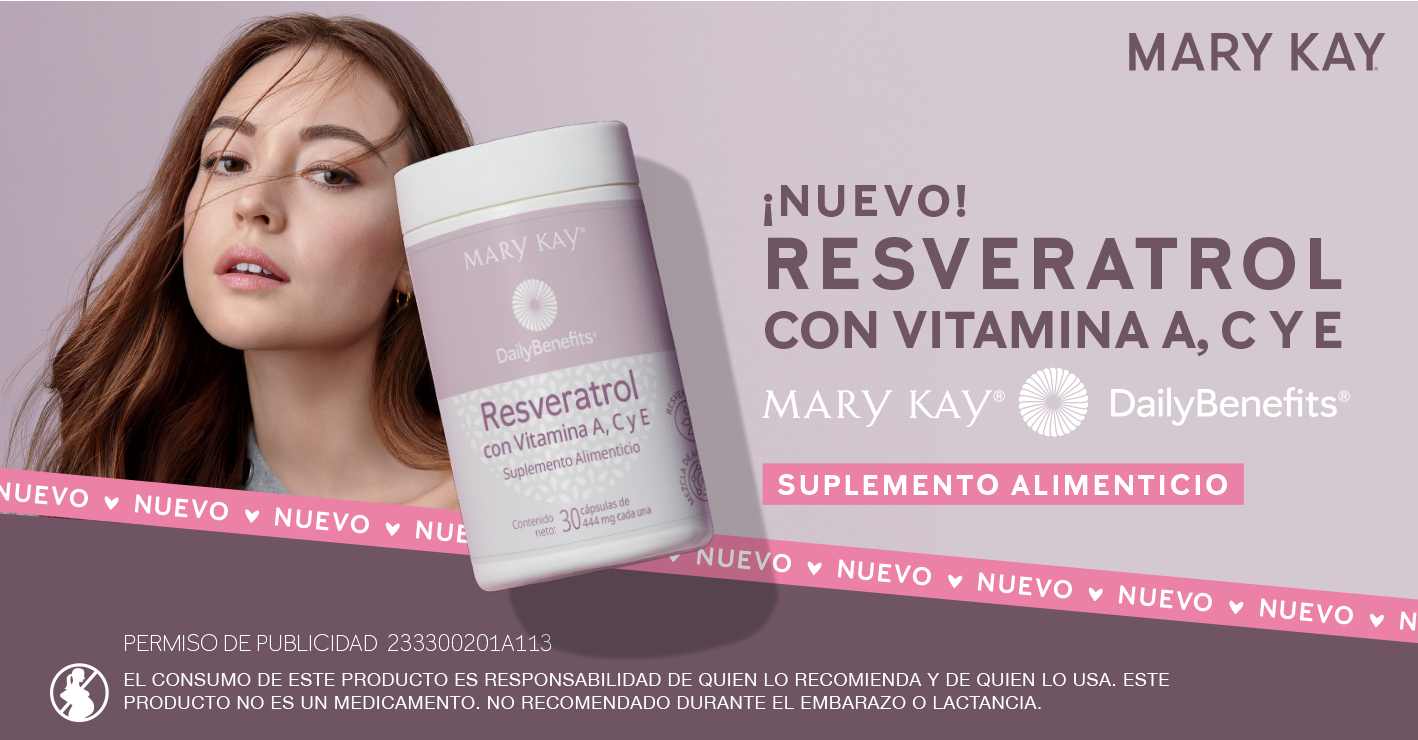 MARY KAY
¡NUEVO!
RESVERATROL
CON VITAMINA A, C Y E
MARY KAY® DailyBenefits®
SUPLEMENTO ALIMENTICIO
MARY KAY®
DailyBenefits®
Resveratrol
con Vitamina A, C y E
Suplemento Alimenticio
Contenido neto: 30 cápsulas de 444 mg cada una
MEZCLA DE
NUEVO NUEVO NUEVO NUE
NUEVO NUEVO NUEVO NUEVO NUEVO N
PERMISO DE PUBLICIDAD 233300201A113
EL CONSUMO DE ESTE PRODUCTO ES RESPONSABILIDAD DE QUIEN LO RECOMIENDA Y DE QUIEN LO USA. ESTE
PRODUCTO NO ES UN MEDICAMENTO. NO RECOMENDADO DURANTE EL EMBARAZO O LACTANCIA.